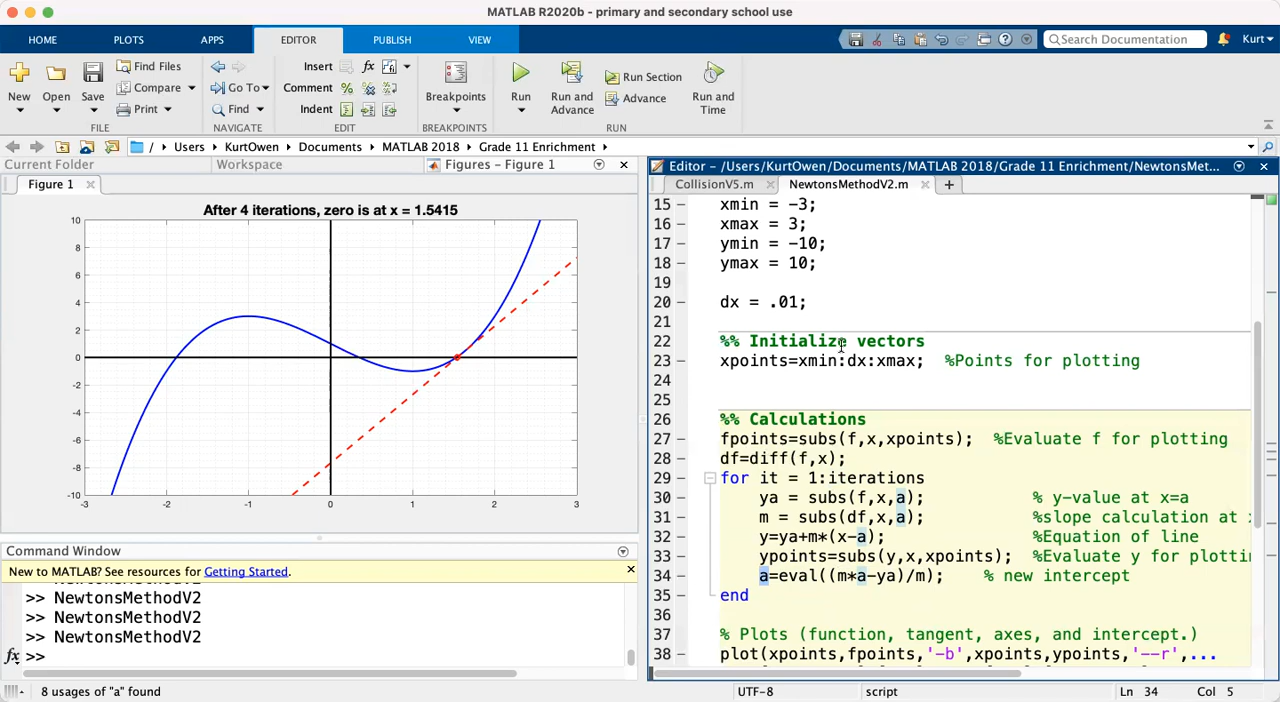 MATLAB R2020b - primary and secondary school use
HOME PLOTS APPS EDITOR PUBLISH VIEW
Search Documentation Kurt
New Open Save
Find Files
Compare
Print
FILE
Go To
Find
NAVIGATE
Insert fx
Comment
Indent
EDIT
Breakpoints
BREAKPOINTS
Run
Run and Advance
Run Section
Advance
Run and Time
RUN
/ Users KurtOwen Documents MATLAB 2018 Grade 11 Enrichment
Current Folder Workspace Figures - Figure 1
Figure 1
After 4 iterations, zero is at x = 1.5415
10
8
6
4
2
0
-2
-4
-6
-8
-10
-3 -2 -1 0 1 2 3
Command Window
New to MATLAB? See resources for Getting Started.
>> NewtonsMethodV2
>> NewtonsMethodV2
>> NewtonsMethodV2
fx >>
Editor - /Users/KurtOwen/Documents/MATLAB 2018/Grade 11 Enrichment/NewtonsMet...
CollisionV5.m NewtonsMethodV2.m
15 xmin = -3;
16 xmax = 3;
17 ymin = -10;
18 ymax = 10;
19
20 dx = .01;
21
22 %% Initialize vectors
23 xpoints=xmin:dx:xmax; %Points for plotting
24
25
26 %% Calculations
27 fpoints=subs(f,x,xpoints); %Evaluate f for plotting
28 df=diff(f,x);
29 for it = 1:iterations
30 ya = subs(f,x,a); % y-value at x=a
31 m = subs(df,x,a); %slope calculation at
32 y=ya+m*(x-a); %Equation of line
33 ypoints=subs(y,x,xpoints); %Evaluate y for plotti
34 a=eval((m*a-ya)/m); % new intercept
35 end
36
37 % Plots (function, tangent, axes, and intercept.)
38 plot(xpoints,fpoints,'-b',xpoints,ypoints,'--r',...
8 usages of "a" found UTF-8 script Ln 34 Col 5